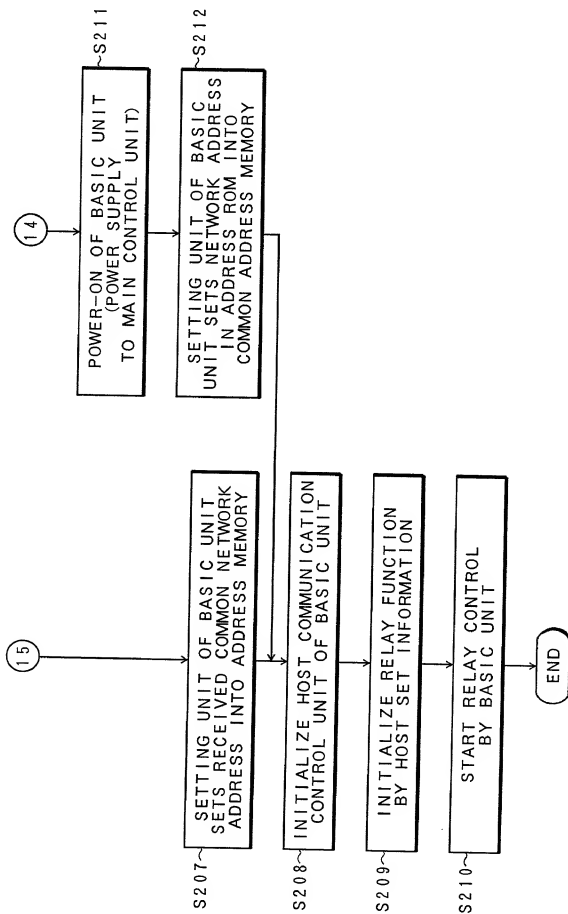 15
S207
SETTING UNIT OF BASIC UNIT
SETS RECEIVED COMMON NETWORK
ADDRESS INTO ADDRESS MEMORY
S208
INITIALIZE HOST COMMUNICATION
CONTROL UNIT OF BASIC UNIT
S209
INITIALIZE RELAY FUNCTION
BY HOST SET INFORMATION
S210
START RELAY CONTROL
BY BASIC UNIT
END
14
POWER-ON OF BASIC UNIT
(POWER SUPPLY
TO MAIN CONTROL UNIT)
S211
SETTING UNIT OF BASIC
UNIT SETS NETWORK ADDRESS
IN ADDRESS ROM INTO
COMMON ADDRESS MEMORY
S212